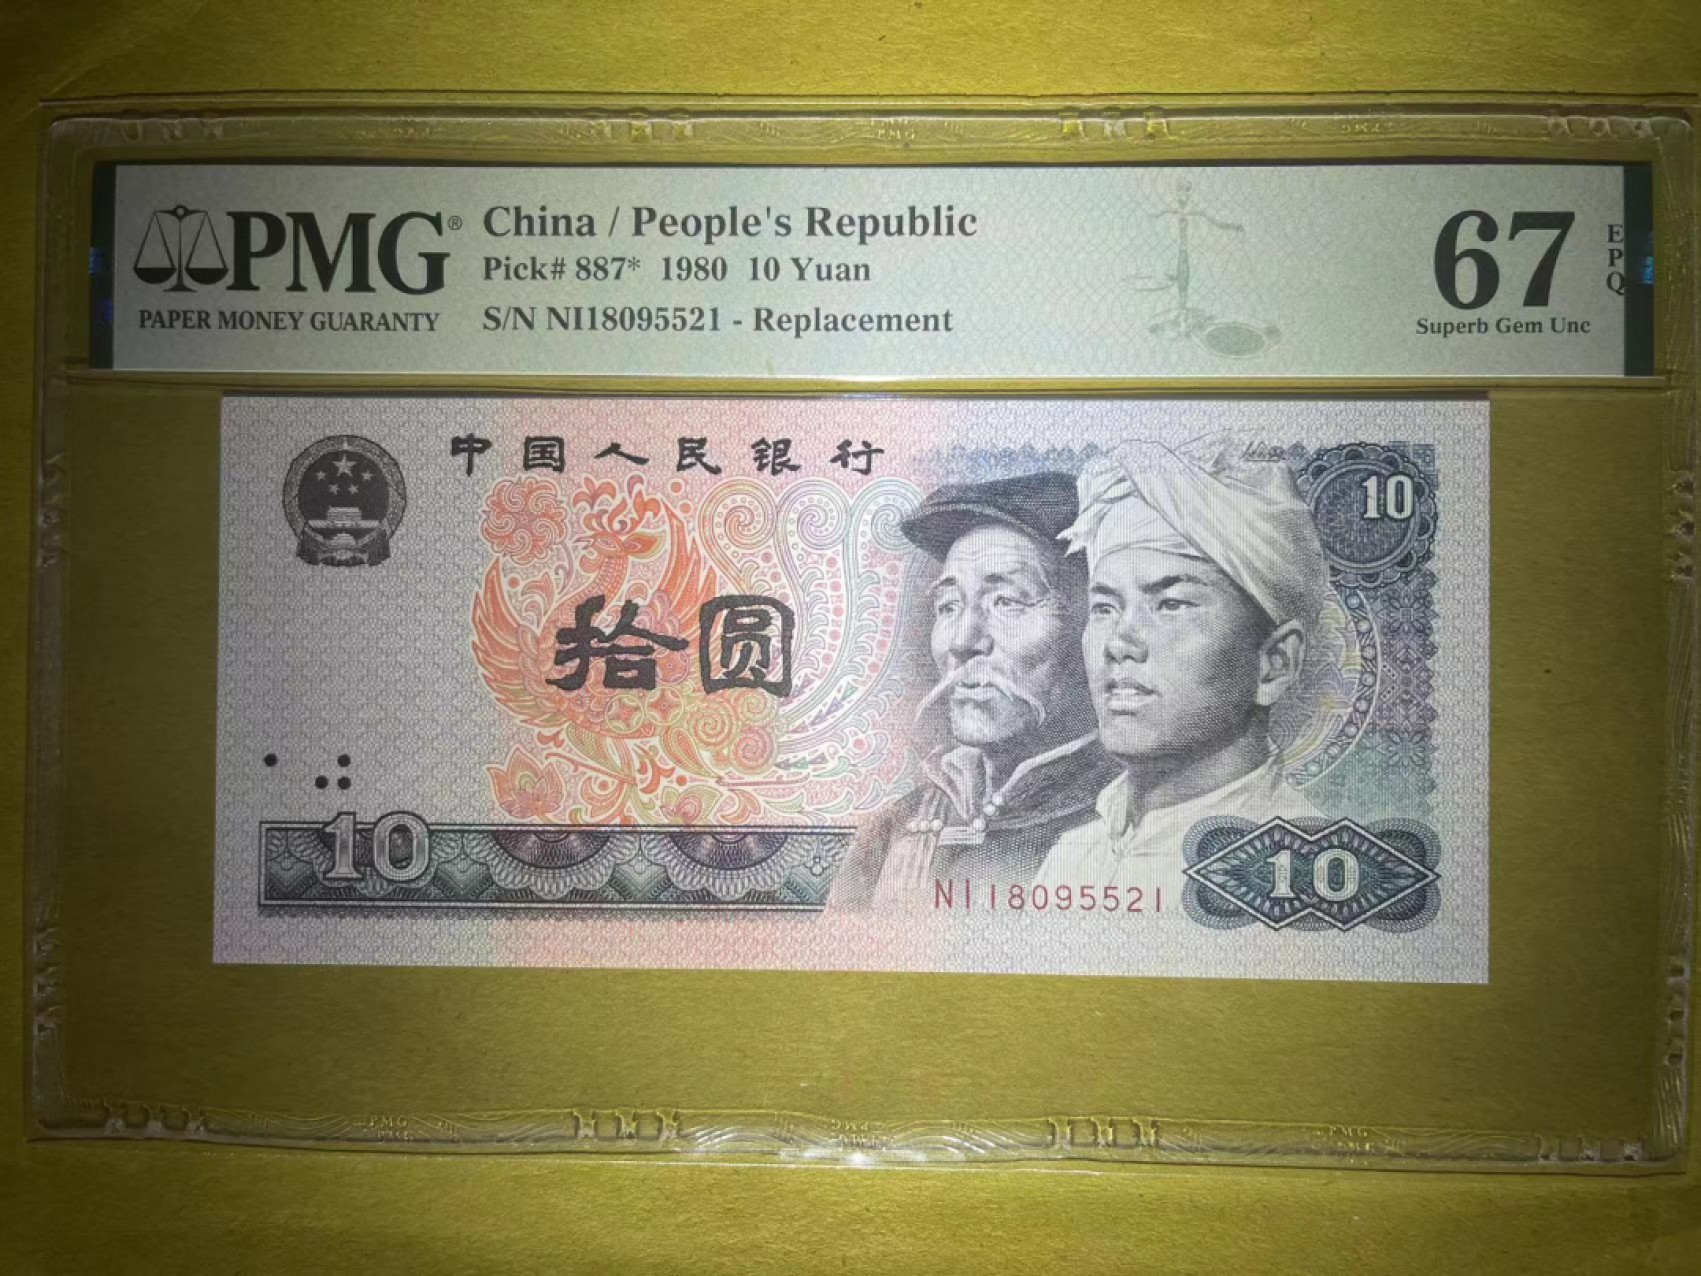 PMG®
PAPER MONEY GUARANTY
China / People's Republic
Pick# 887* 1980 10 Yuan
S/N NI18095521 - Replacement
67
EPQ
Superb Gem Unc
中国人民银行
10
拾圆
10
NI18095521
10